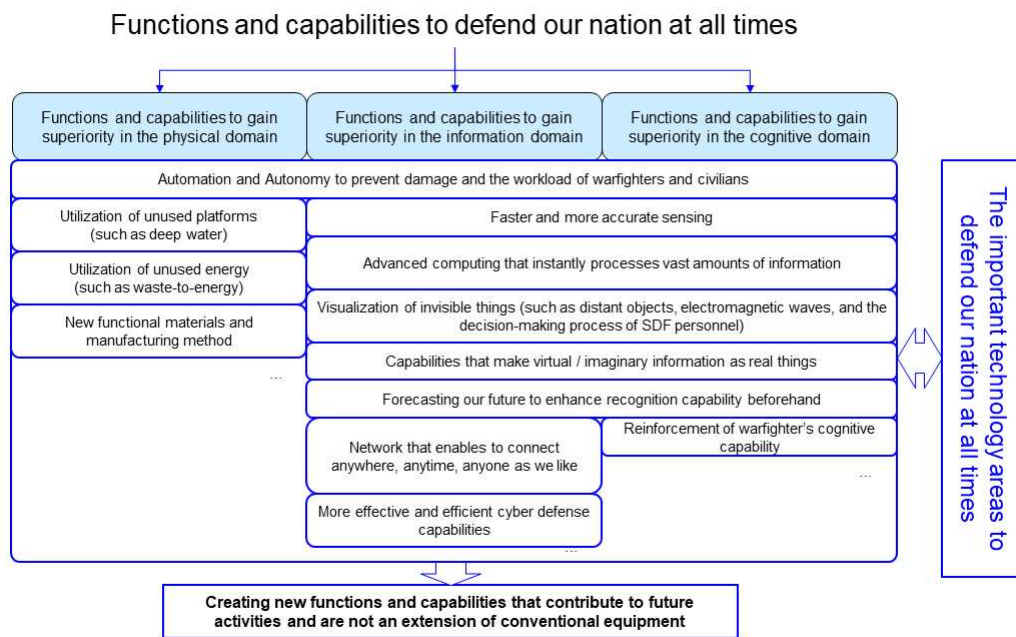 Functions and capabilities to defend our nation at all times
Functions and capabilities to gain
superiority in the physical domain
Functions and capabilities to gain
superiority in the information domain
Functions and capabilities to gain
superiority in the cognitive domain
Automation and Autonomy to prevent damage and the workload of warfighters and civilians
Utilization of unused platforms
(such as deep water)
Utilization of unused energy
(such as waste-to-energy)
New functional materials and
manufacturing method
...
Faster and more accurate sensing
Advanced computing that instantly processes vast amounts of information
Visualization of invisible things (such as distant objects, electromagnetic waves, and the
decision-making process of SDF personnel)
Capabilities that make virtual / imaginary information as real things
Forecasting our future to enhance recognition capability beforehand
Network that enables to connect
anywhere, anytime, anyone as we like
More effective and efficient cyber defense
capabilities
...
Reinforcement of warfighter's cognitive
capability
...
The important technology areas to
defend our nation at all times
Creating new functions and capabilities that contribute to future
activities and are not an extension of conventional equipment